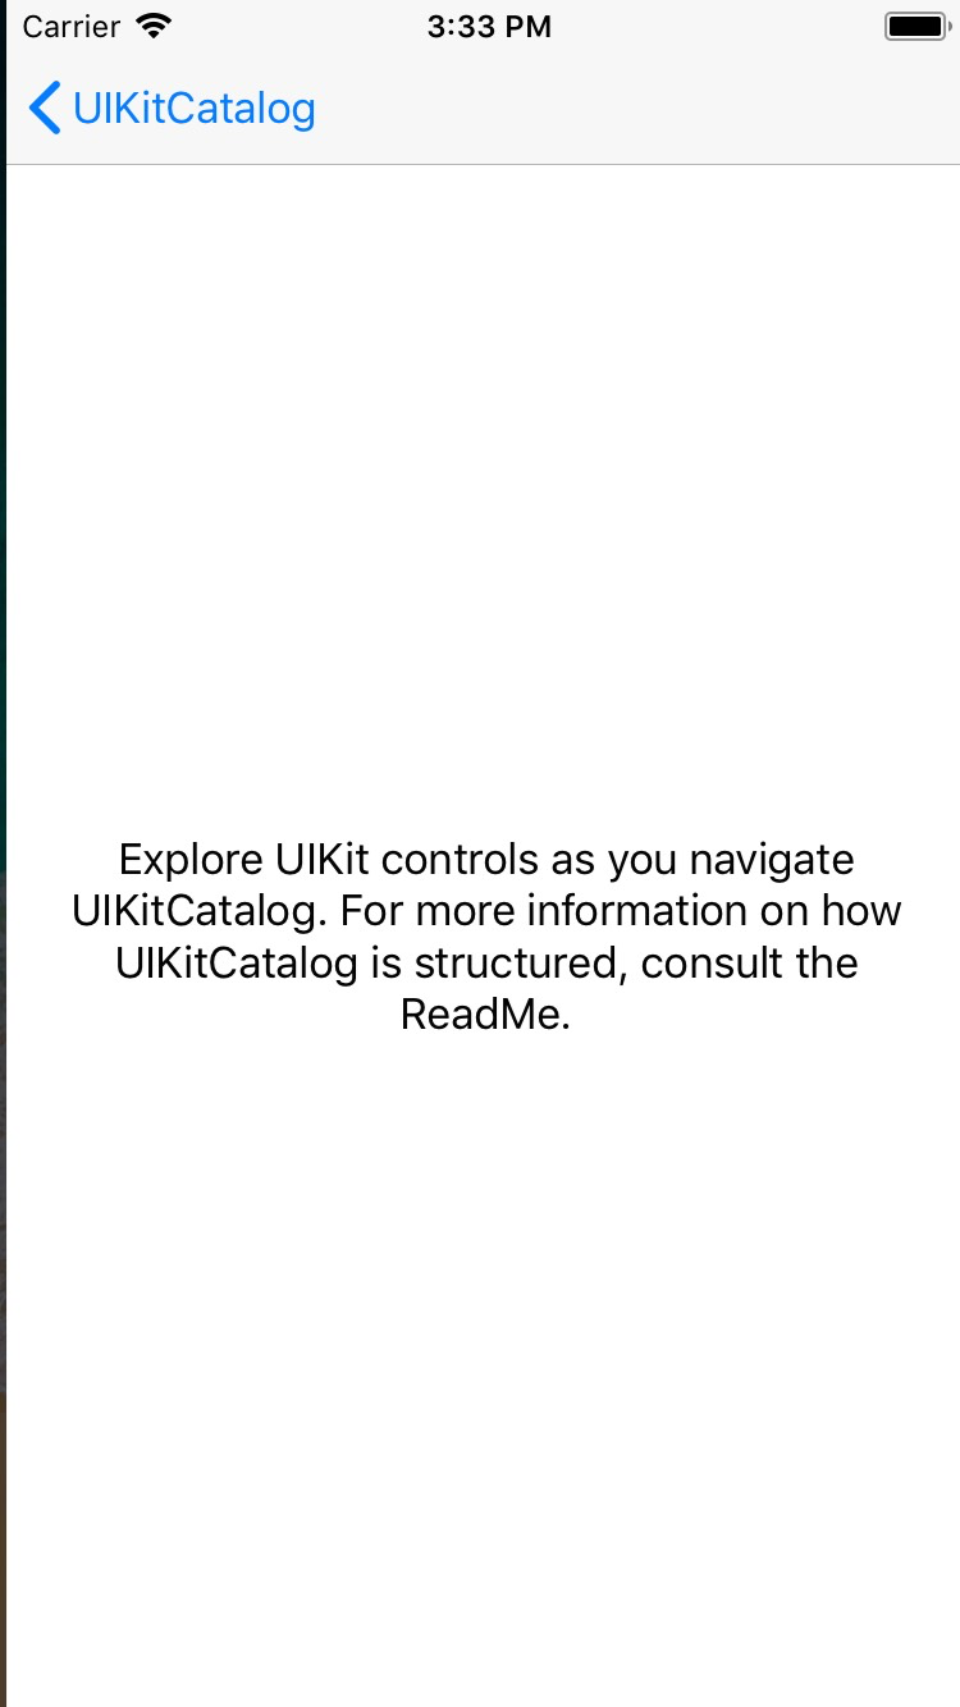 Carrier 3:33 PM
UIKitCatalog
Explore UIKit controls as you navigate
UIKitCatalog. For more information on how
UIKitCatalog is structured, consult the
ReadMe.